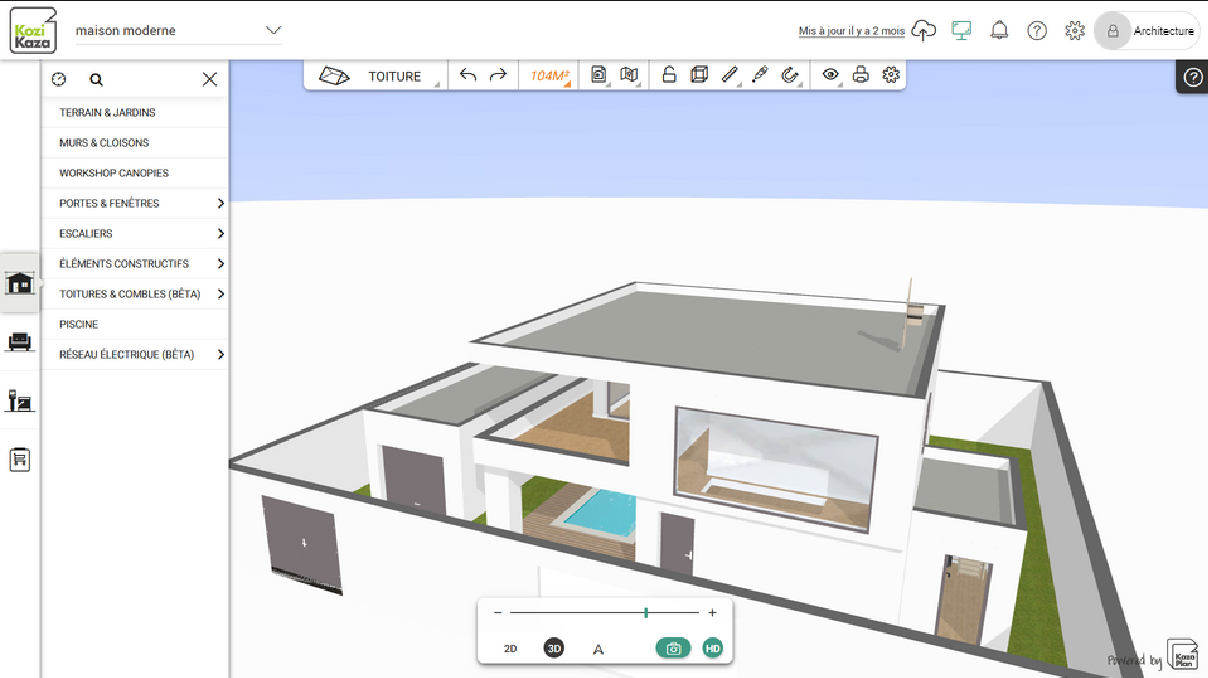 Kozi
Kaza
maison moderne
Mis à jour il y a 2 mois
Architecture
TOITURE
104M²
TERRAIN & JARDINS
MURS & CLOISONS
WORKSHOP CANOPIES
PORTES & FENÊTRES
ESCALIERS
ÉLÉMENTS CONSTRUCTIFS
TOITURES & COMBLES (BÊTA)
PISCINE
RÉSEAU ÉLECTRIQUE (BÊTA)
2D
3D
A
HD
Powered by
Kaza
Plan